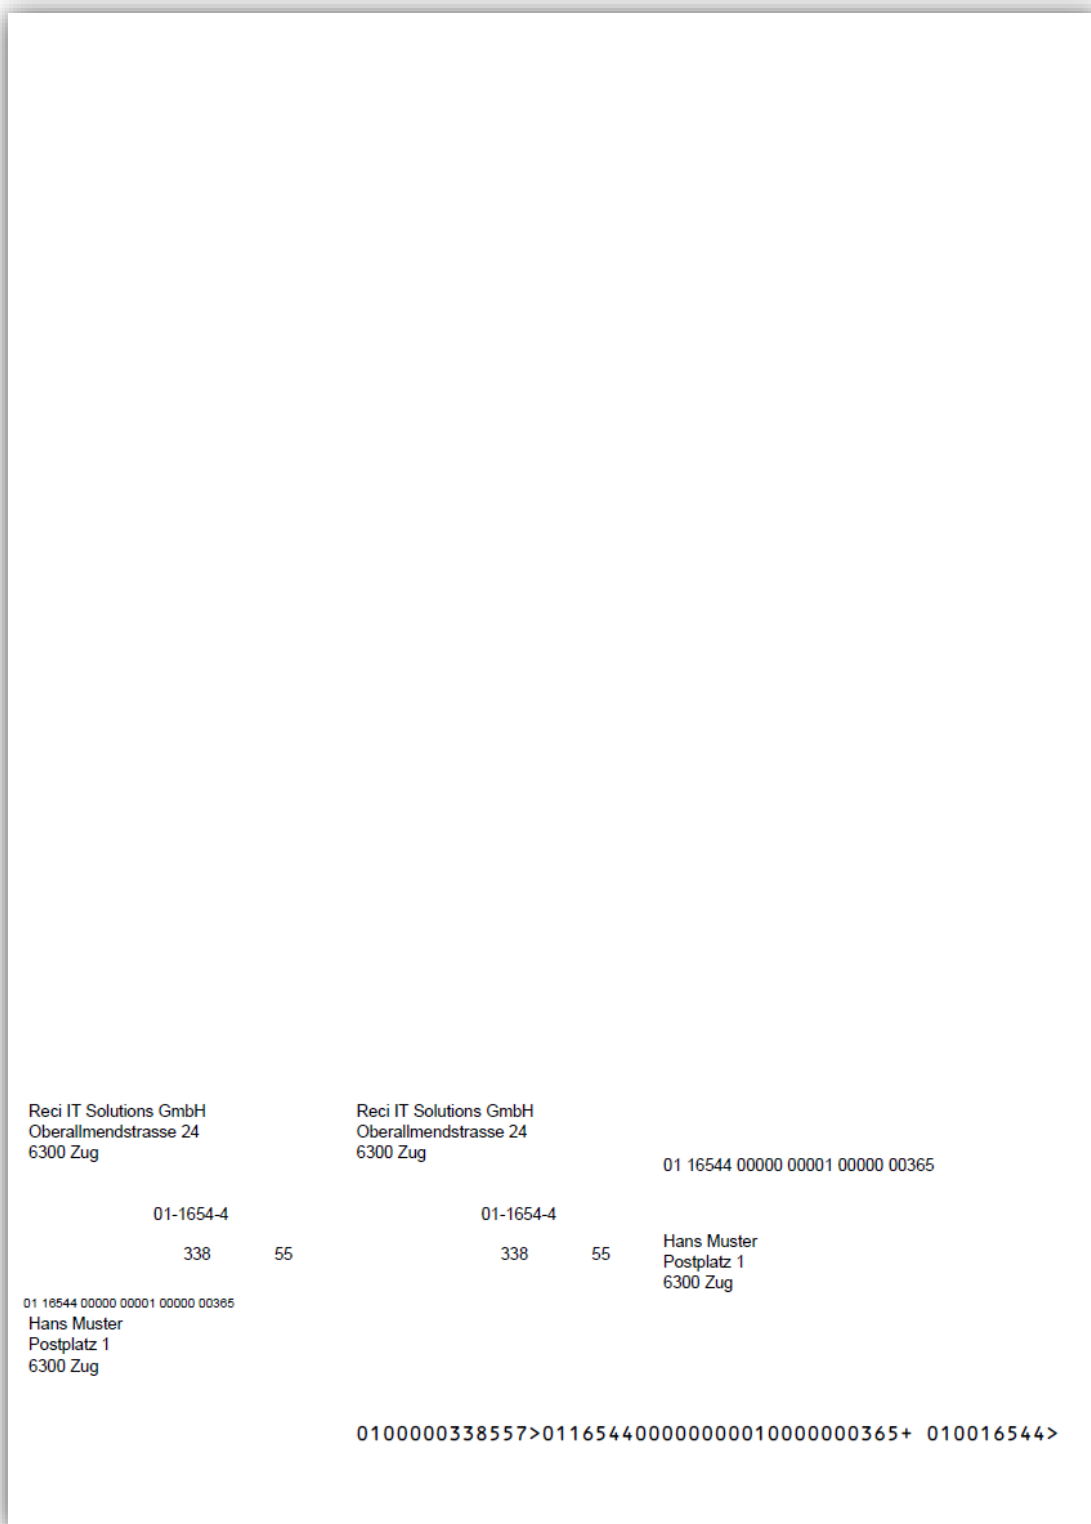 Reci IT Solutions GmbH
Oberallmendstrasse 24
6300 Zug
01-1654-4
338 55
01 16544 00000 00001 00000 00365
Hans Muster
Postplatz 1
6300 Zug
Reci IT Solutions GmbH
Oberallmendstrasse 24
6300 Zug
01-1654-4
338 55
01 16544 00000 00001 00000 00365
Hans Muster
Postplatz 1
6300 Zug
0100000338557>011654400000000010000000365+ 010016544>